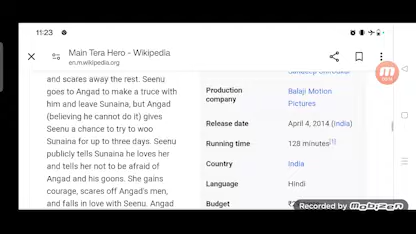 11:23
Main Tera Hero - Wikipedia
en.m.wikipedia.org
and scares away the rest. Seenu
goes to Angad to make a truce with
him and leave Sunaina, but Angad
(believing he cannot do it) gives
Seenu a chance to try to woo
Sunaina for up to three days. Seenu
publicly tells Sunaina he loves her
and tells her not to be afraid of
Angad and his goons. She gains
courage, scares off Angad's men,
and falls in love with Seenu. Angad
Production company Balaji Motion Pictures
Release date April 4, 2014 (India)
Running time 128 minutes[1]
Country India
Language Hindi
Budget
Recorded by Mobizen